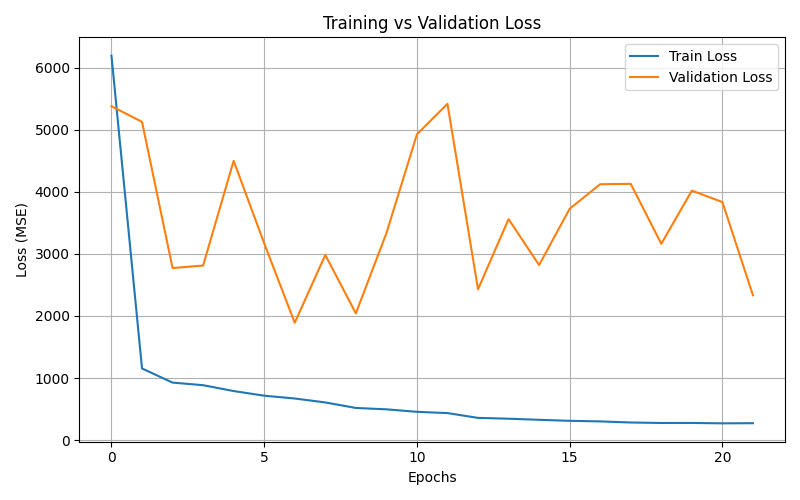 Training vs Validation Loss
Train Loss
Validation Loss
6000
5000
4000
3000
2000
1000
0
Loss (MSE)
0 5 10 15 20
Epochs